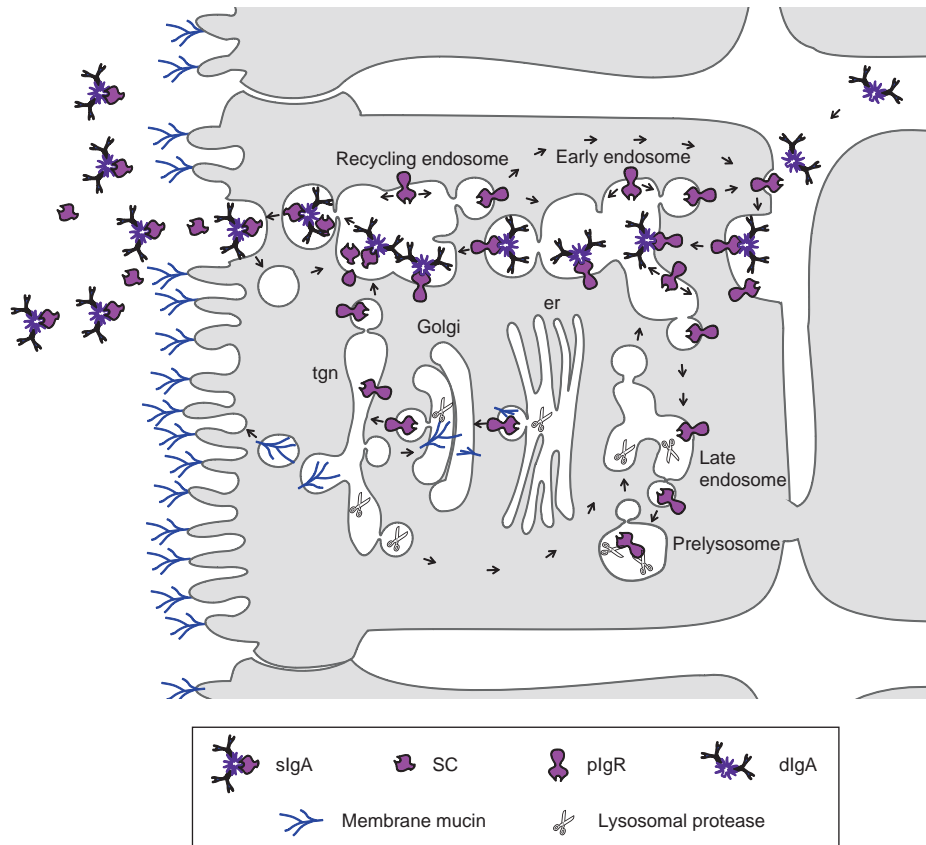 Recycling endosome
Early endosome
er
Golgi
tgn
Late
endosome
Prelysosome
sIgA
SC
pIgR
dIgA
Membrane mucin
Lysosomal protease